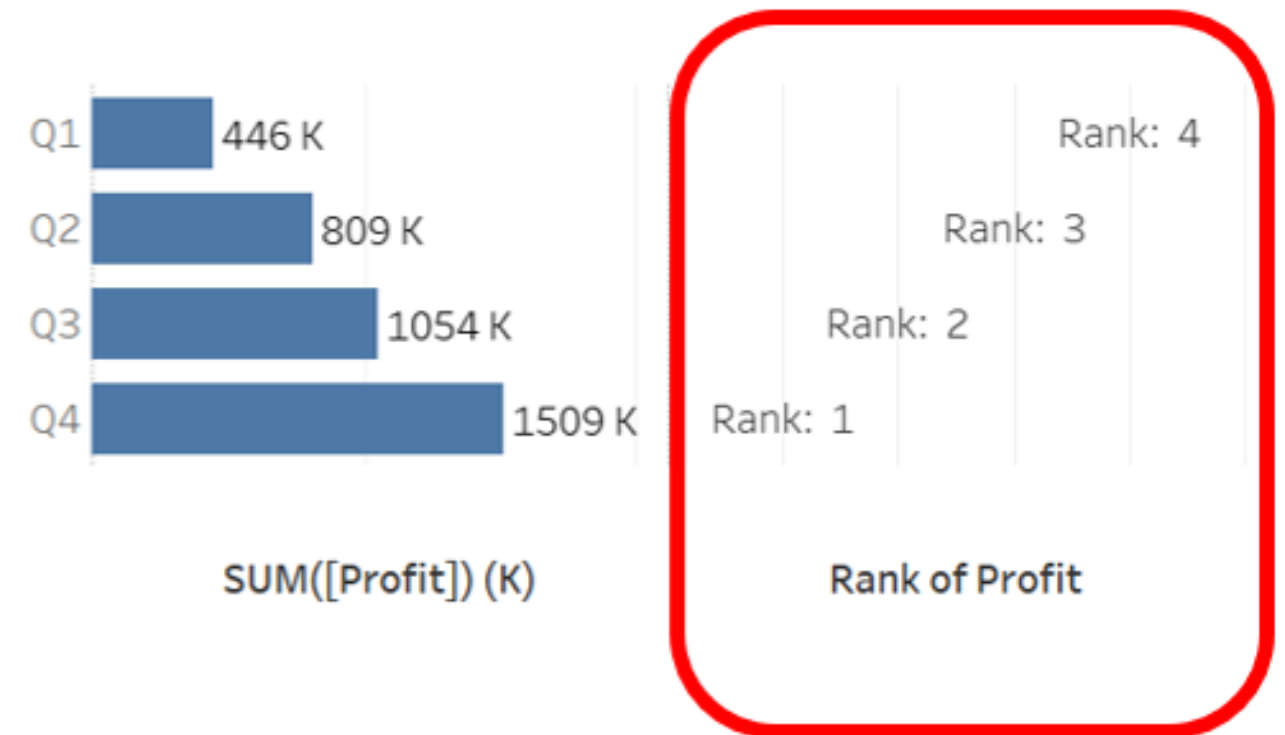 Q1 446 K Rank: 4
Q2 809 K Rank: 3
Q3 1054 K Rank: 2
Q4 1509 K Rank: 1
SUM([Profit]) (K) Rank of Profit